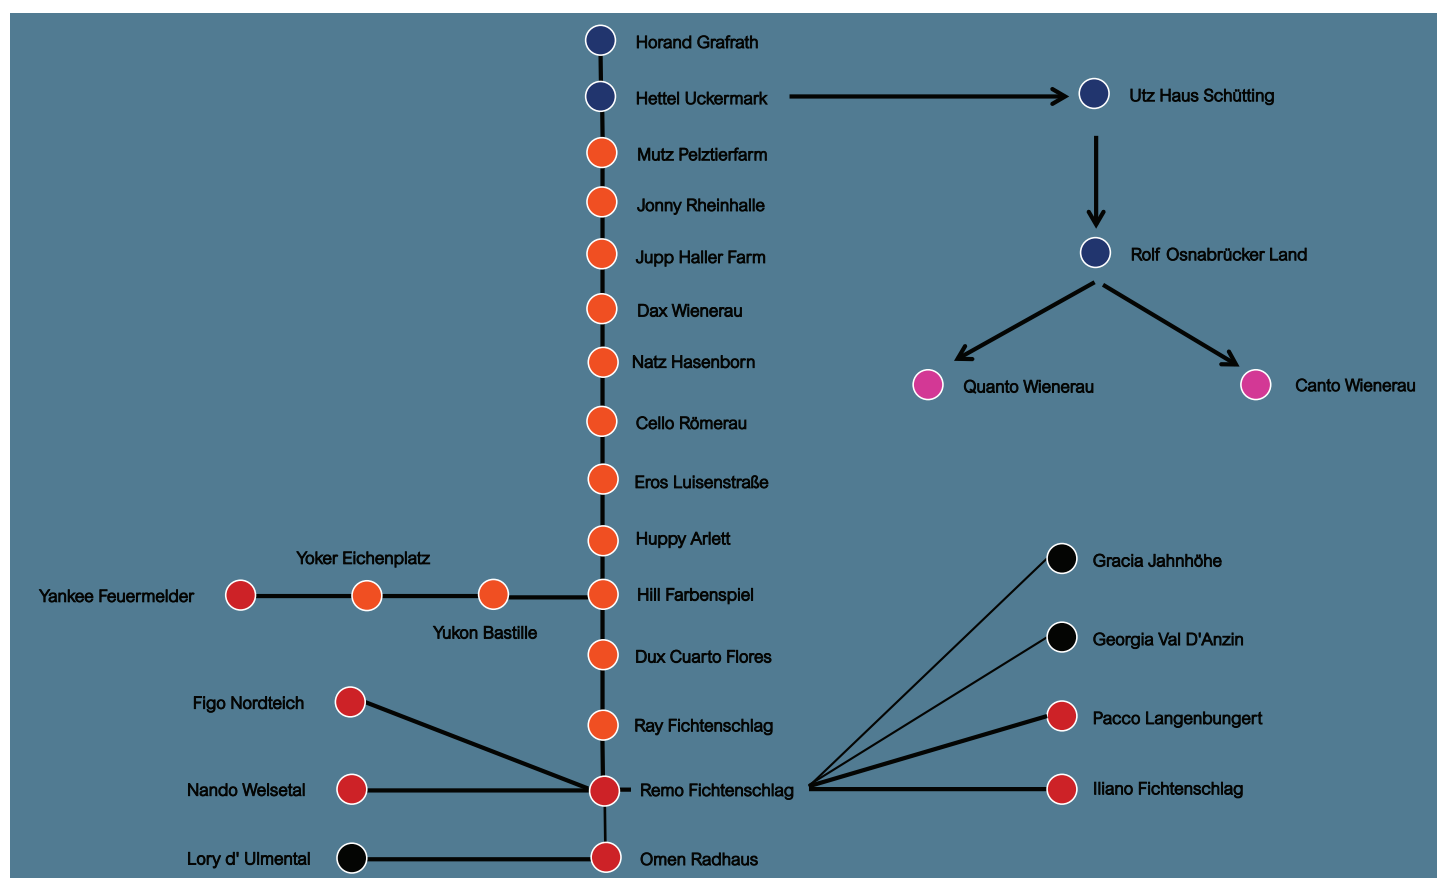 Horand Grafrath
Hettel Uckermark
Utz Haus Schütting
Mutz Pelztierfarm
Jonny Rheinhalle
Jupp Haller Farm
Rolf Osnabrücker Land
Dax Wienerau
Natz Hasenborn
Quanto Wienerau
Canto Wienerau
Cello Römerau
Eros Luisenstraße
Huppy Arlett
Yoker Eichenplatz
Gracia Jahnhöhe
Yankee Feuermelder
Hill Farbenspiel
Yukon Bastille
Georgia Val D'Anzin
Dux Cuarto Flores
Figo Nordteich
Pacco Langenbungert
Ray Fichtenschlag
Nando Welsetal
Remo Fichtenschlag
Iliano Fichtenschlag
Lory d' Ulmental
Omen Radhaus